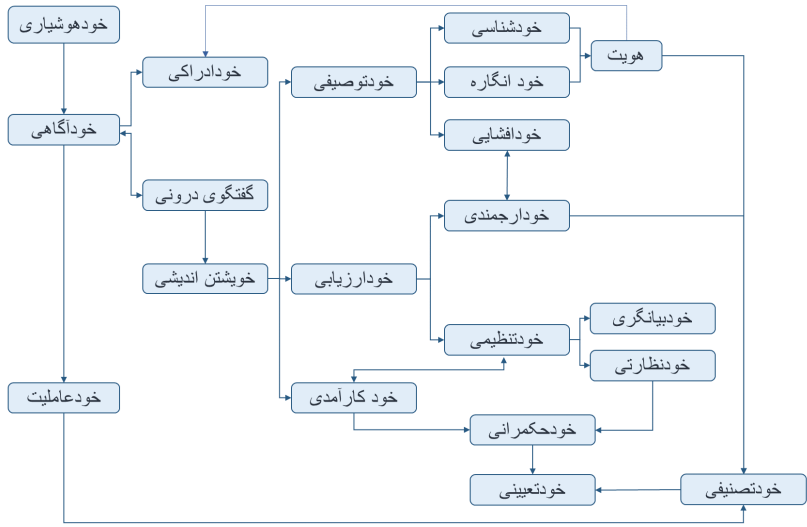 خودهوشیاری
خودشناسی
هویت
خودادراکی
خودتوصیفی
خود انگاره
خودآگاهی
خودافشایی
گفتگوی درونی
خودارجمندی
خویشتن اندیشی
خودارزیابی
خودبیانگری
خودتنظیمی
خودنظارتی
خودعاملیت
خود کارآمدی
خودحکمرانی
خودتعیینی
خودتصنیفی